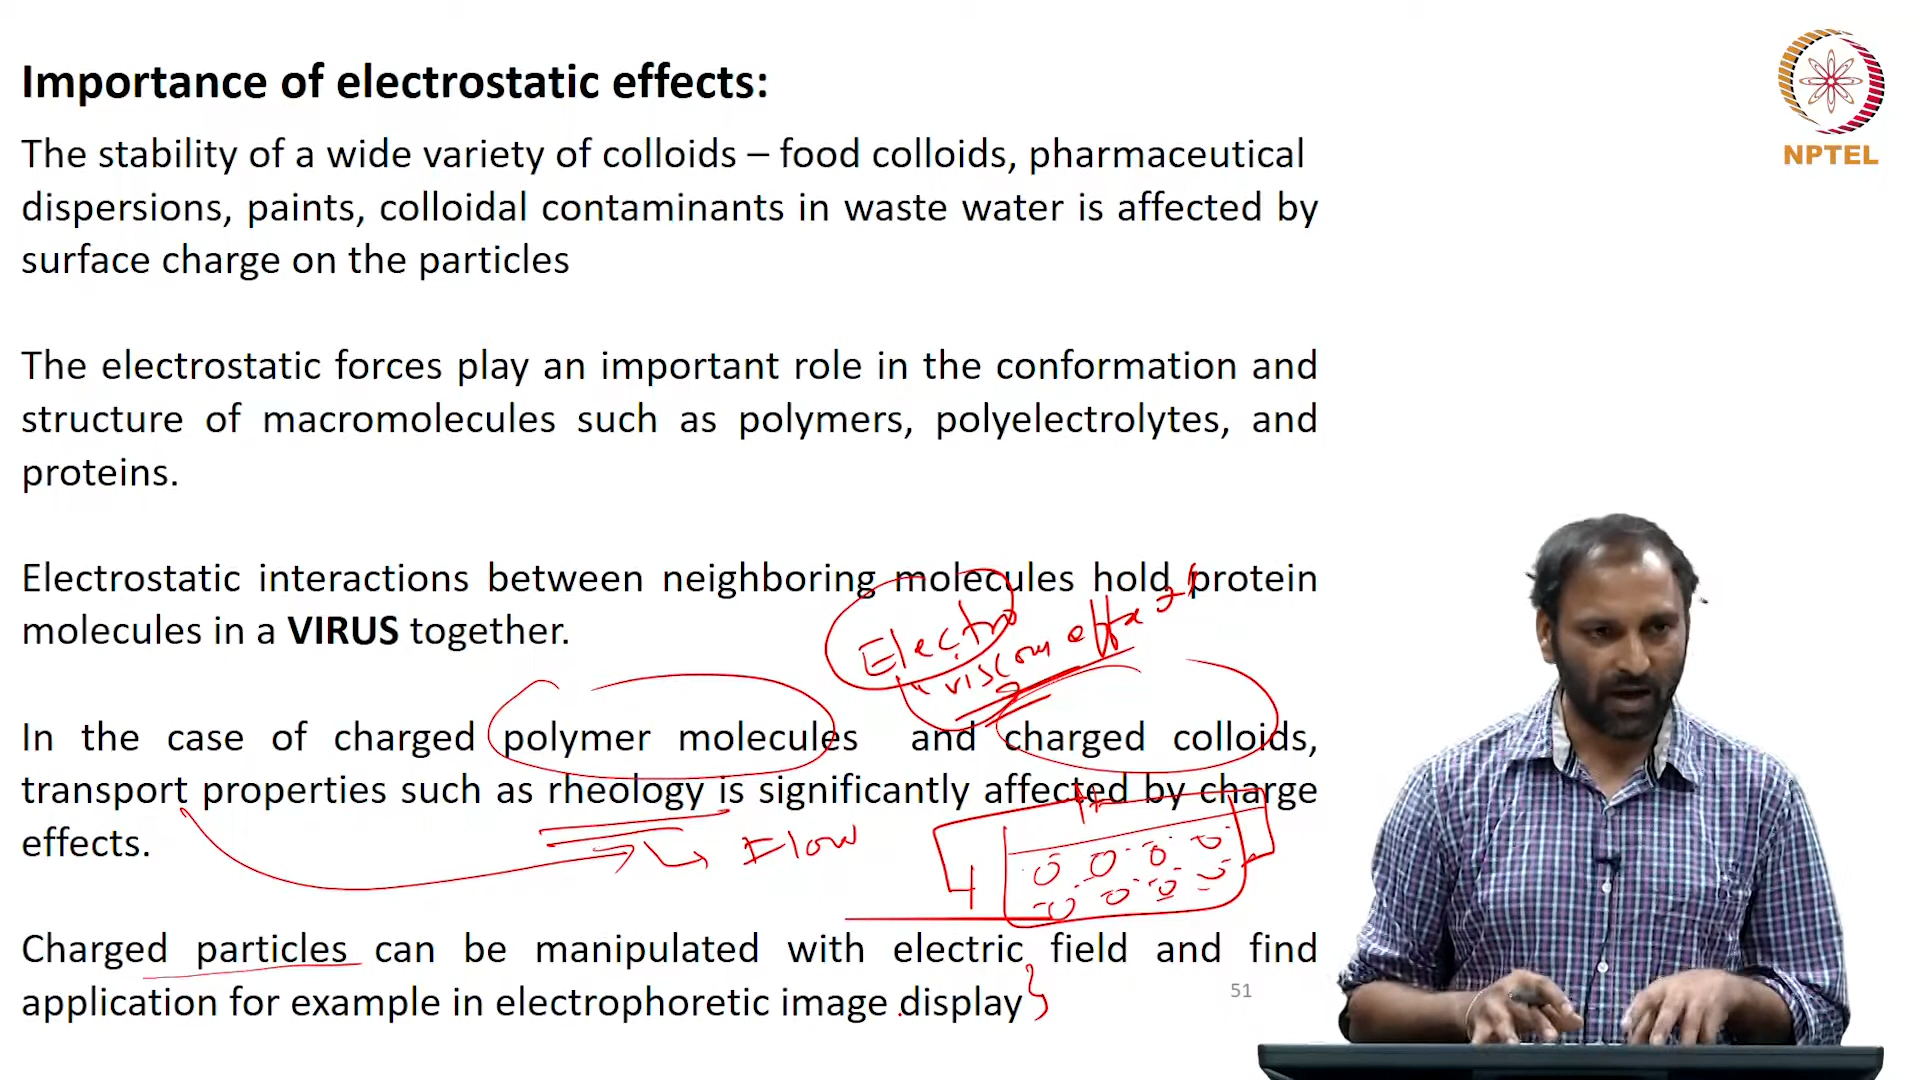 Importance of electrostatic effects:
NPTEL
The stability of a wide variety of colloids – food colloids, pharmaceutical
dispersions, paints, colloidal contaminants in waste water is affected by
surface charge on the particles
The electrostatic forces play an important role in the conformation and
structure of macromolecules such as polymers, polyelectrolytes, and
proteins.
Electrostatic interactions between neighboring molecules hold protein
molecules in a VIRUS together.
Electro
In the case of charged polymer molecules and charged colloids,
transport properties such as rheology is significantly affected by charge
effects.
Flow
Charged particles can be manipulated with electric field and find
application for example in electrophoretic image display
51